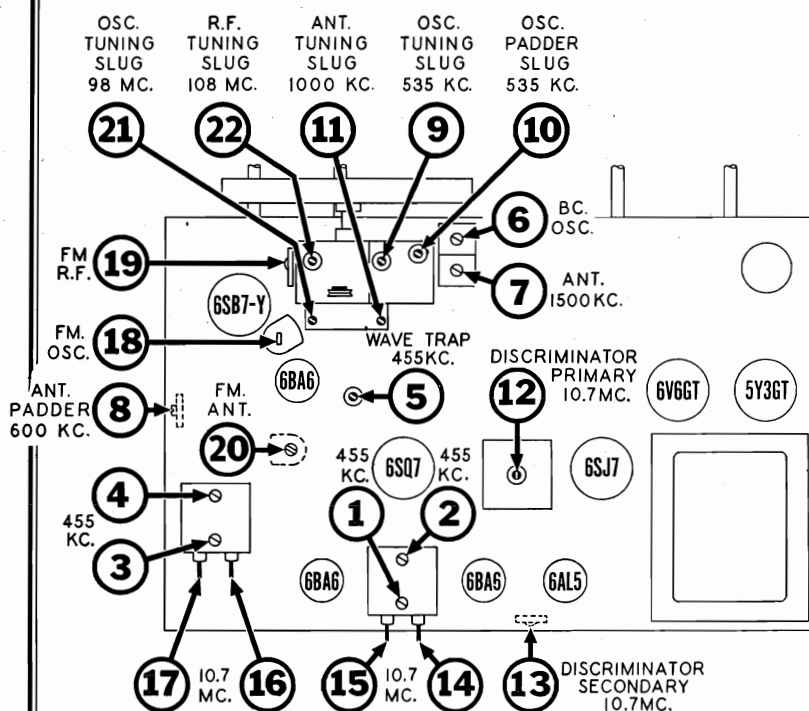 OSC.
TUNING
SLUG
98 MC.
R.F.
TUNING
SLUG
108 MC.
ANT.
TUNING
SLUG
1000 KC.
OSC.
TUNING
SLUG
535 KC.
OSC.
PADDER
SLUG
535 KC.
21
22
11
9
10
6
BC.
OSC.
FM
R.F.
19
7
ANT.
1500KC.
6SB7-Y
FM.
OSC.
18
WAVE TRAP
455KC.
5
6BA6
DISCRIMINATOR
PRIMARY
10.7MC.
12
6V6GT
5Y3GT
ANT.
PADDER
600 KC.
8
FM.
ANT.
20
455
KC.
6SQ7
455
KC.
6SJ7
4
455
KC.
3
1
2
6BA6
6BA6
6AL5
17
10.7
MC.
16
15
10.7
MC.
14
13
DISCRIMINATOR
SECONDARY
10.7MC.